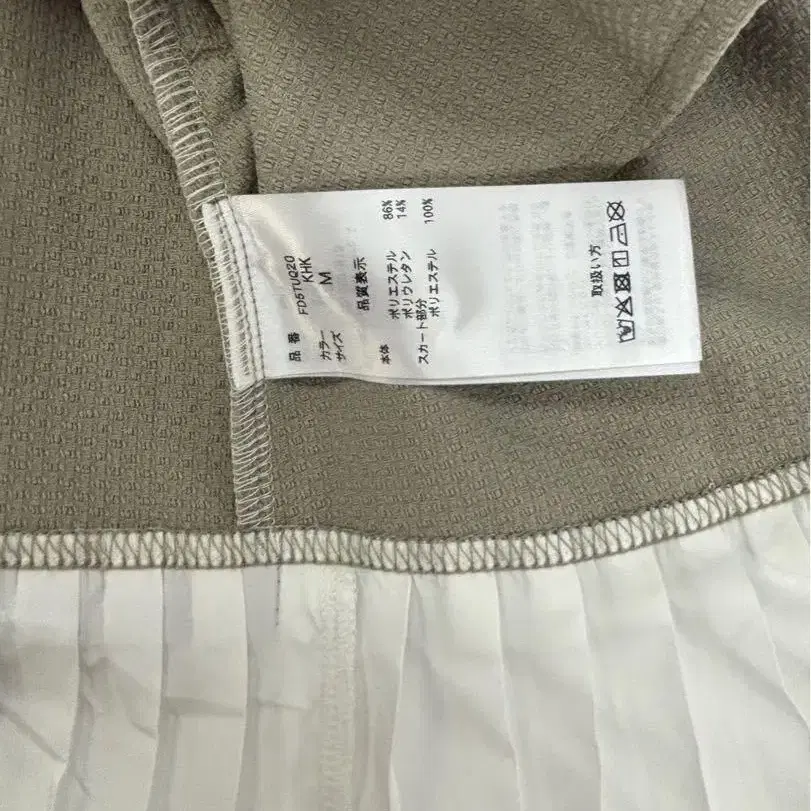 品 番 FD5TUQ20
カラー KHK
サイズ M
品質表示
本体 ポリエステル 86%
ポリウレタン 14%
スカート部分
ポリエステル 100%
取扱い方